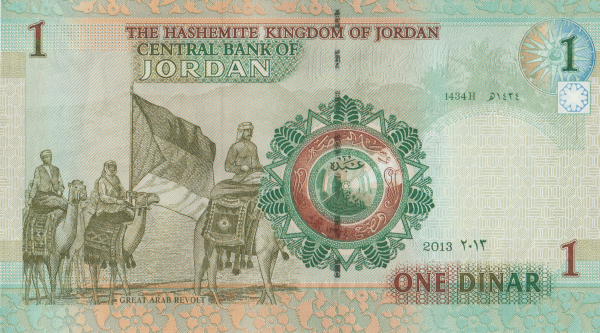 1
THE HASHEMITE KINGDOM OF JORDAN
CENTRAL BANK OF
JORDAN
1
1434 H ١٤٣٤هـ
2013 ٢٠١٣
GREAT ARAB REVOLT
ONE DINAR
1